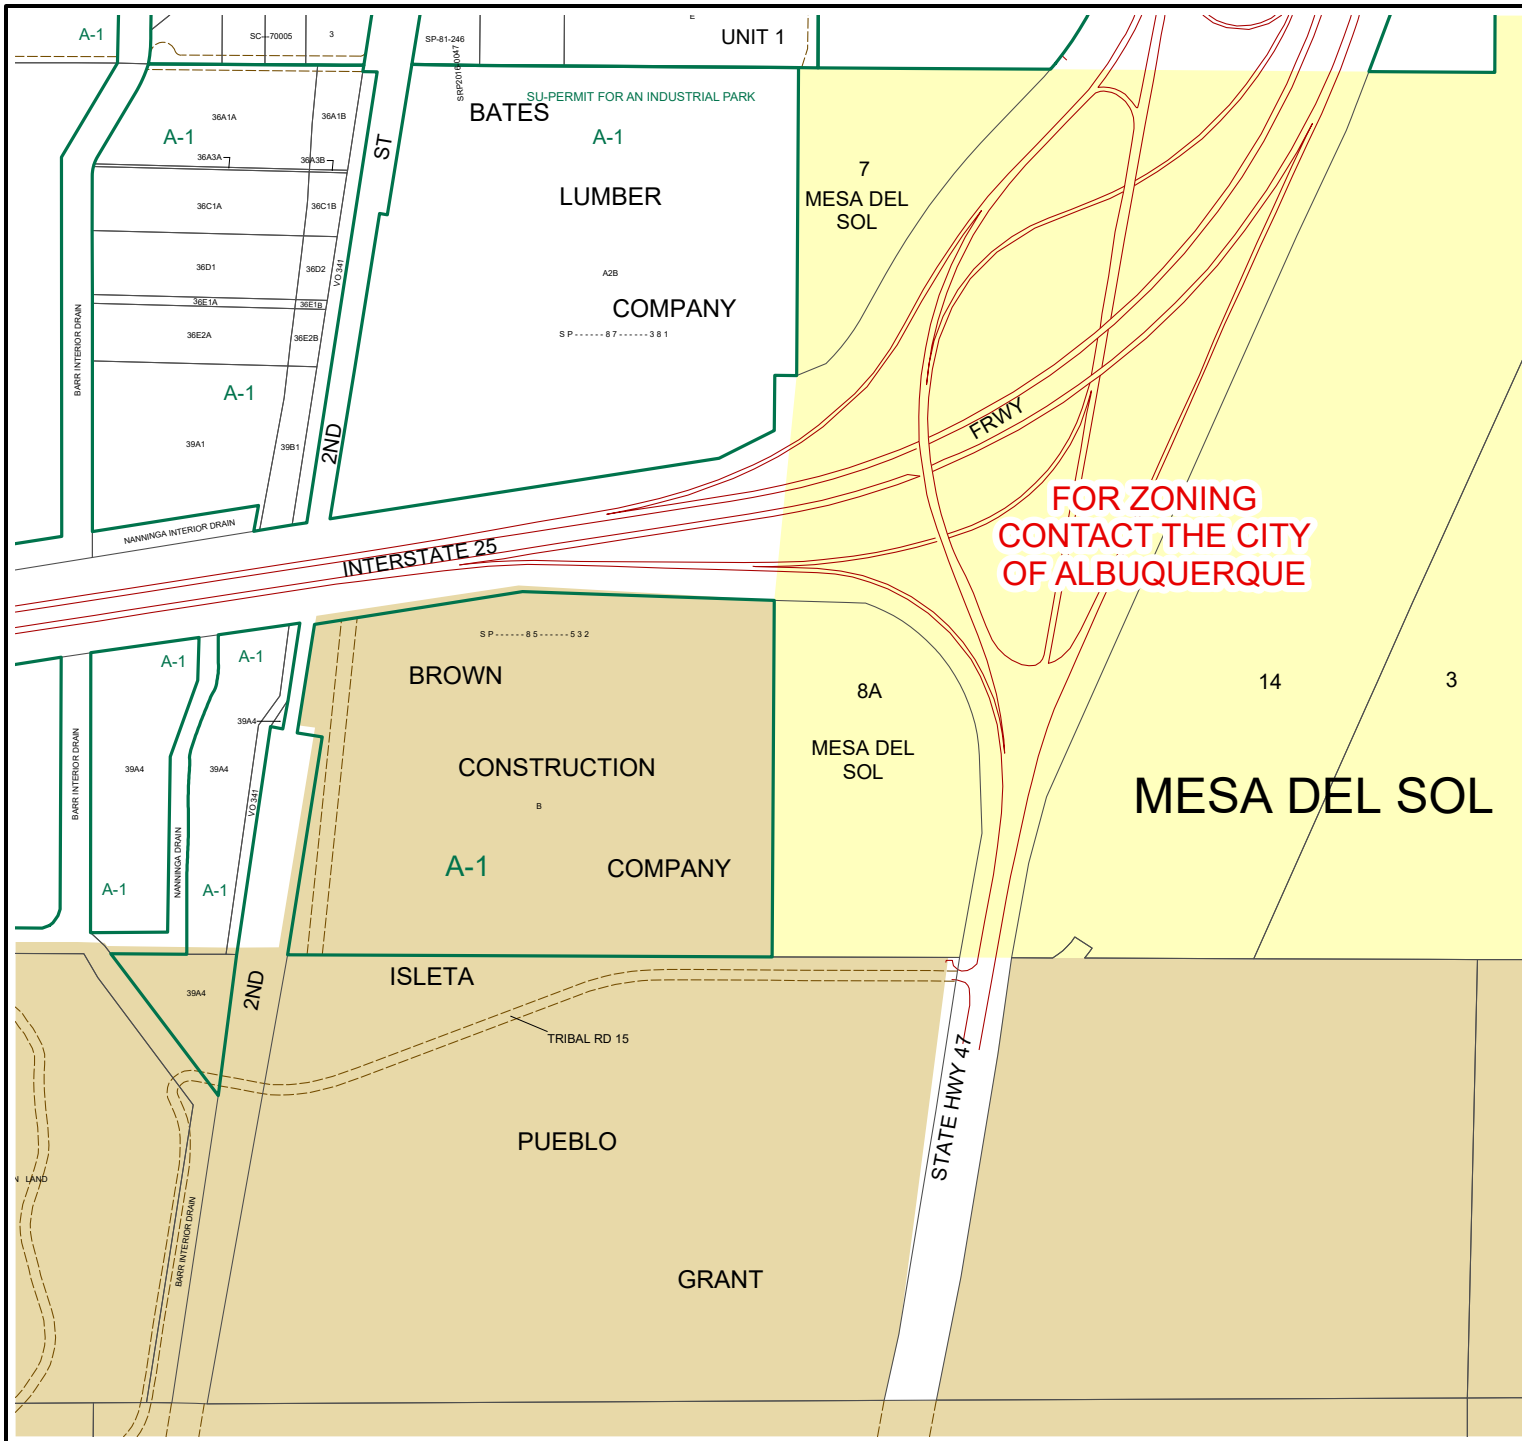 A-1
SC---70005
3
SP-81-246
E
UNIT 1
SRP2016-0047
SU-PERMIT FOR AN INDUSTRIAL PARK
BATES
A-1
36A1A
36A1B
A-1
ST
36A3A
36A3B
7
MESA DEL
SOL
LUMBER
36C1A
36C1B
36D1
36D2
VO 341
A2B
36E1A
36E1B
COMPANY
SP------87------381
36E2A
36E2B
BARR INTERIOR DRAIN
A-1
FRWY
39A1
39B1
2ND
FOR ZONING
CONTACT THE CITY
OF ALBUQUERQUE
NANNINGA INTERIOR DRAIN
INTERSTATE 25
SP------85------532
A-1
A-1
BROWN
8A
14
3
39A4
MESA DEL
SOL
BARR INTERIOR DRAIN
39A4
39A4
CONSTRUCTION
VO 341
B
MESA DEL SOL
NANNINGA DRAIN
A-1
COMPANY
A-1
A-1
ISLETA
39A4
2ND
TRIBAL RD 15
STATE HWY 47
PUEBLO
N LAND
BARR INTERIOR DRAIN
GRANT